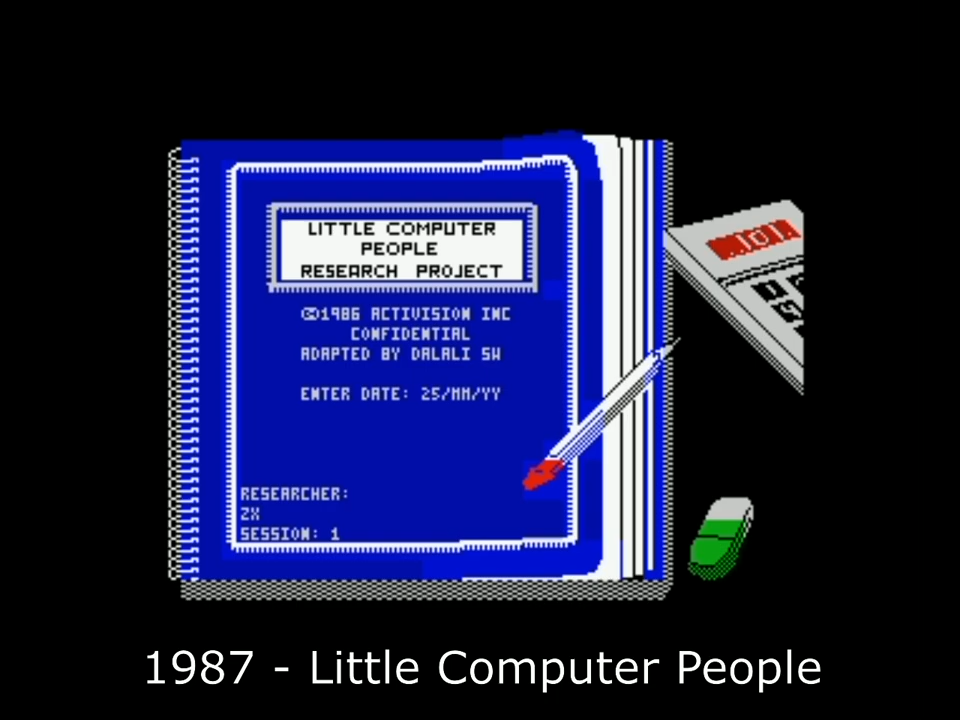 LITTLE COMPUTER
PEOPLE
RESEARCH PROJECT
©1986 ACTIVISION INC
CONFIDENTIAL
ADAPTED BY DALALI SW
ENTER DATE: 25/MM/YY
RESEARCHER:
ZX
SESSION: 1
1987 - Little Computer People